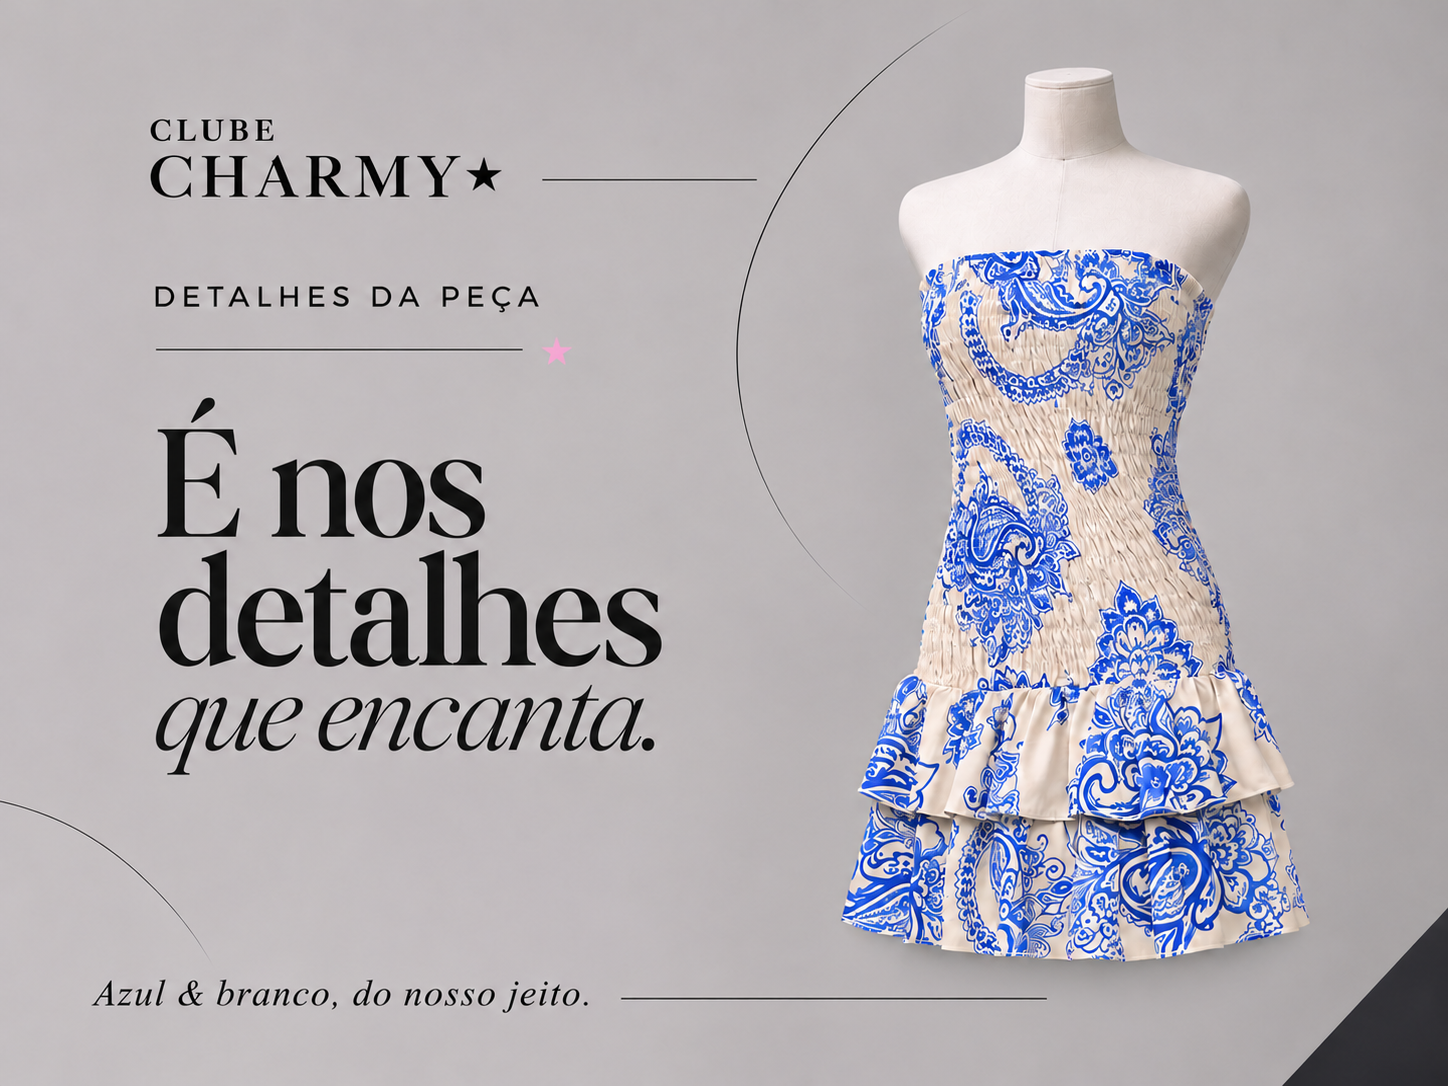 CLUBE
CHARMY★
DETALHES DA PEÇA
É nos
detalhes
que encanta.
Azul & branco, do nosso jeito.